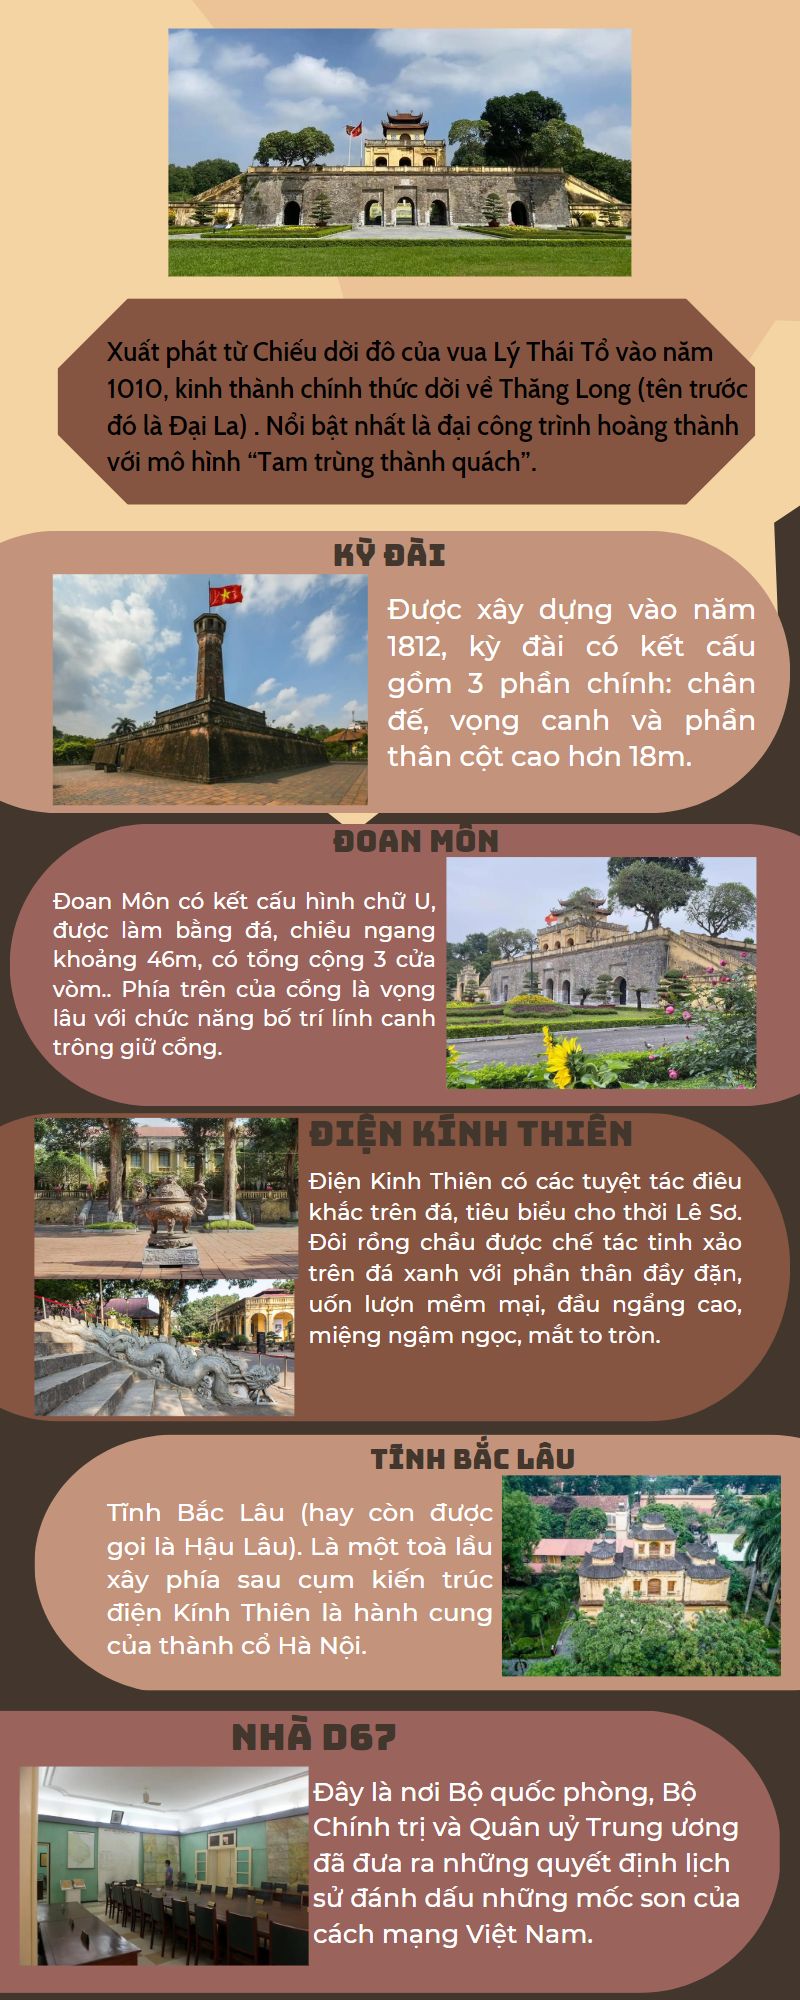 Xuất phát từ Chiếu dời đô của vua Lý Thái Tổ vào năm
1010, kinh thành chính thức dời về Thăng Long (tên trước
đó là Đại La) . Nổi bật nhất là đại công trình hoàng thành
với mô hình “Tam trùng thành quách”.
KỲ ĐÀI
Được xây dựng vào năm
1812, kỳ đài có kết cấu
gồm 3 phần chính: chân
đế, vọng canh và phần
thân cột cao hơn 18m.
ĐOAN MÔN
Đoan Môn có kết cấu hình chữ U,
được làm bằng đá, chiều ngang
khoảng 46m, có tổng cộng 3 cửa
vòm.. Phía trên của cổng là vọng
lâu với chức năng bố trí lính canh
trông giữ cổng.
ĐIỆN KÍNH THIÊN
Điện Kinh Thiên có các tuyệt tác điêu
khắc trên đá, tiêu biểu cho thời Lê Sơ.
Đôi rồng chầu được chế tác tinh xảo
trên đá xanh với phần thân đầy đặn,
uốn lượn mềm mại, đầu ngẩng cao,
miệng ngậm ngọc, mắt to tròn.
TĨNH BẮC LÂU
Tĩnh Bắc Lâu (hay còn được
gọi là Hậu Lâu). Là một toà lầu
xây phía sau cụm kiến trúc
điện Kính Thiên là hành cung
của thành cổ Hà Nội.
NHÀ D67
Đây là nơi Bộ quốc phòng, Bộ
Chính trị và Quân uỷ Trung ương
đã đưa ra những quyết định lịch
sử đánh dấu những mốc son của
cách mạng Việt Nam.